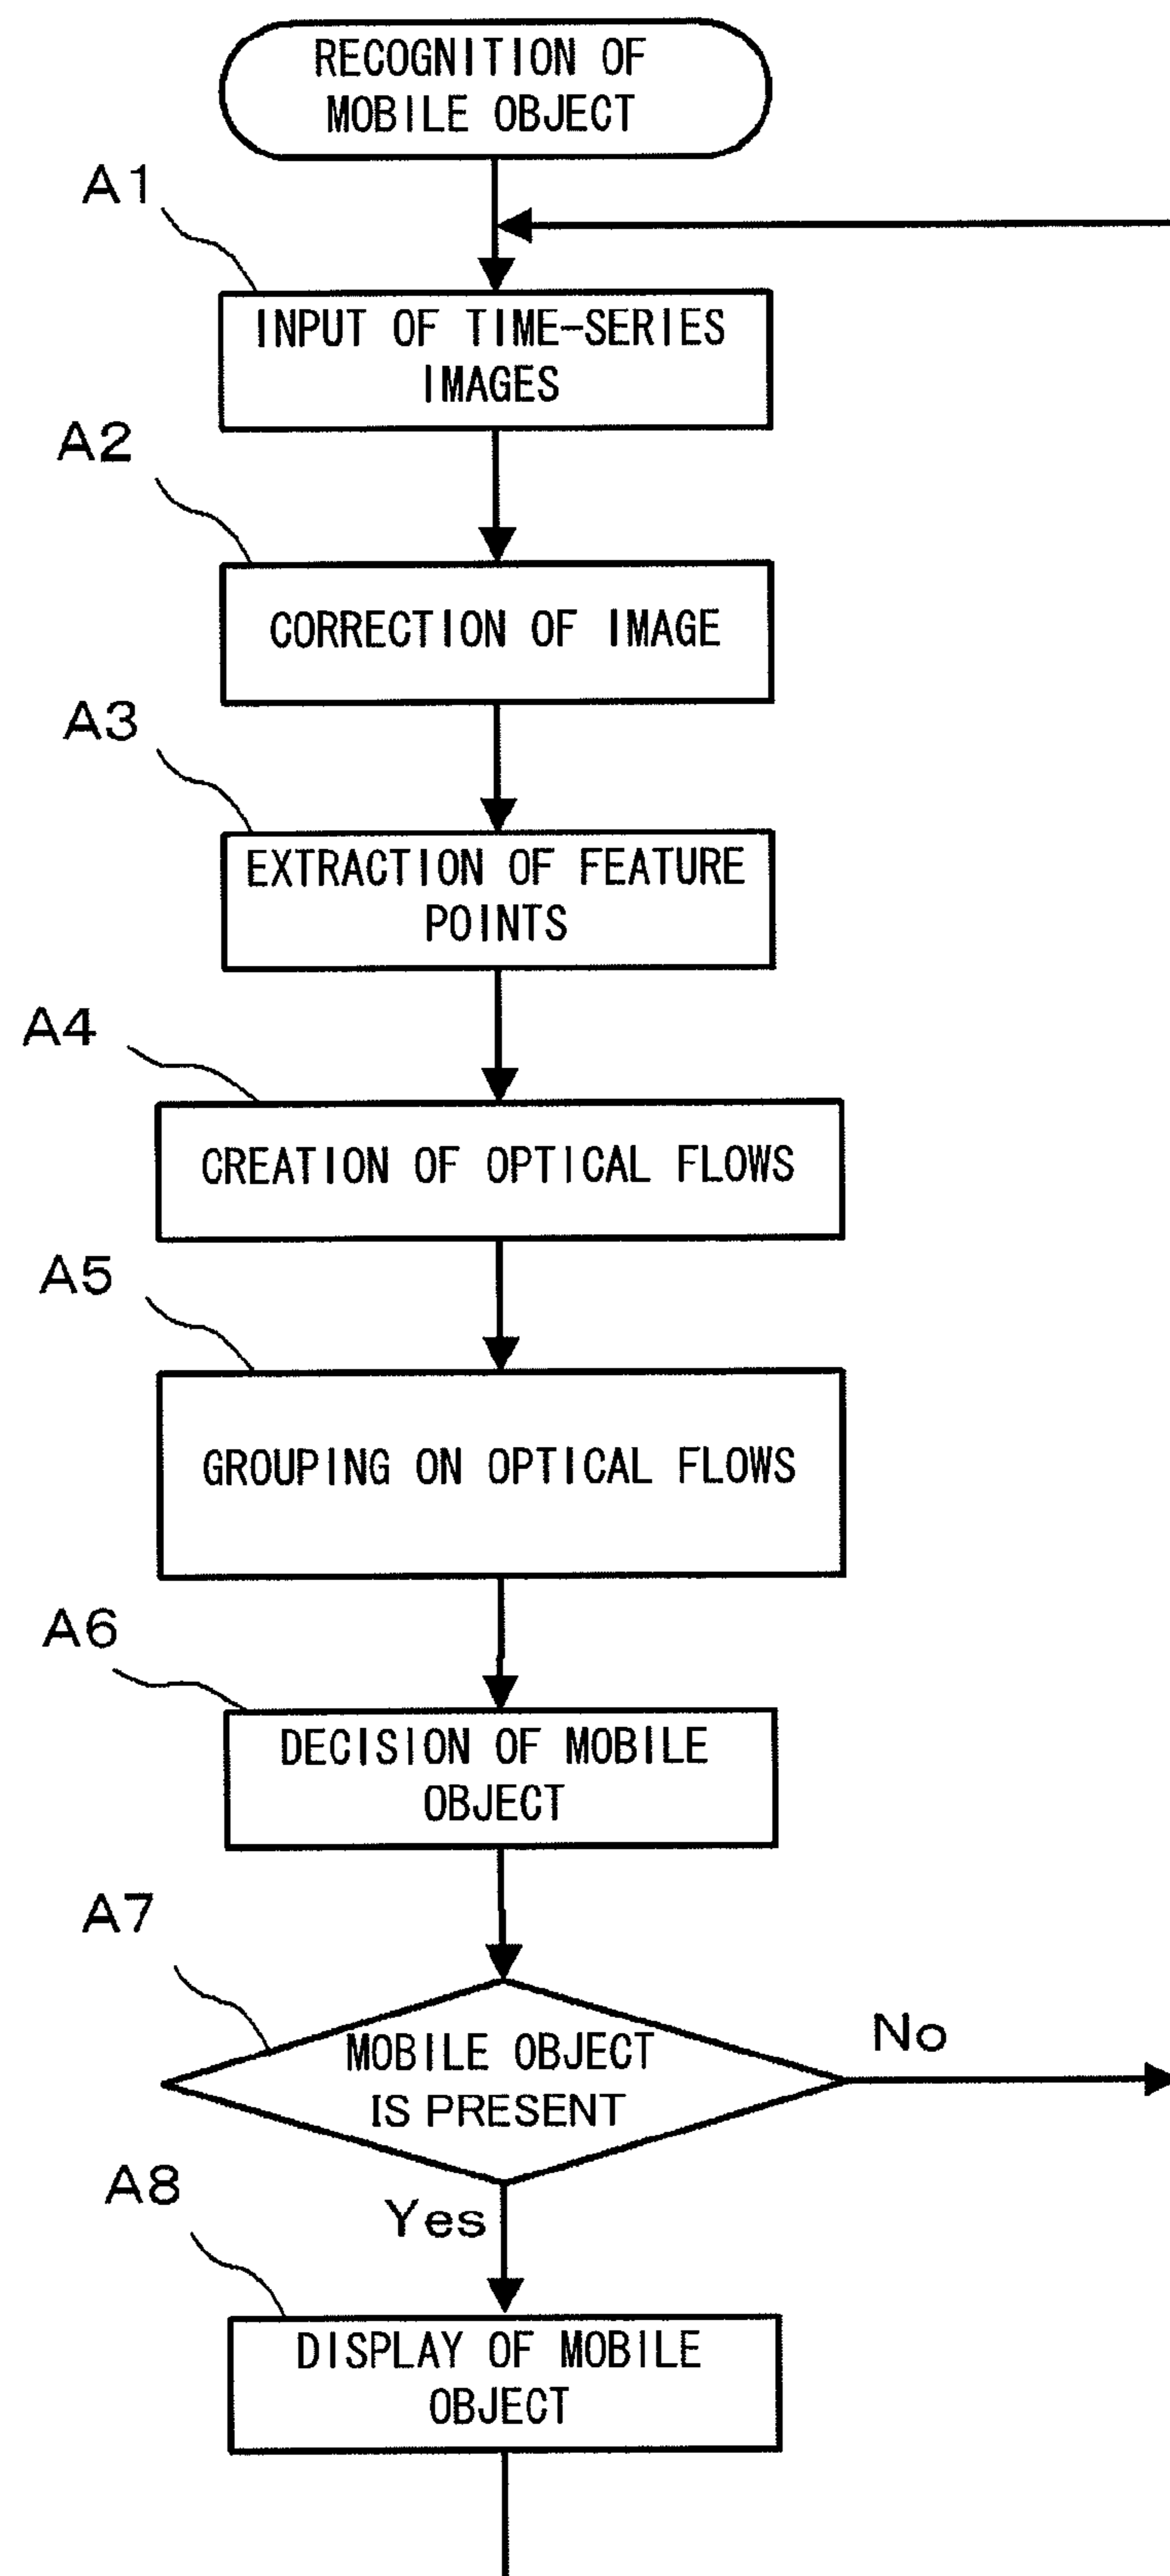 RECOGNITION OF
MOBILE OBJECT
A1
INPUT OF TIME-SERIES
IMAGES
A2
CORRECTION OF IMAGE
A3
EXTRACTION OF FEATURE
POINTS
A4
CREATION OF OPTICAL FLOWS
A5
GROUPING ON OPTICAL FLOWS
A6
DECISION OF MOBILE
OBJECT
A7
MOBILE OBJECT
IS PRESENT
No
Yes
A8
DISPLAY OF MOBILE
OBJECT